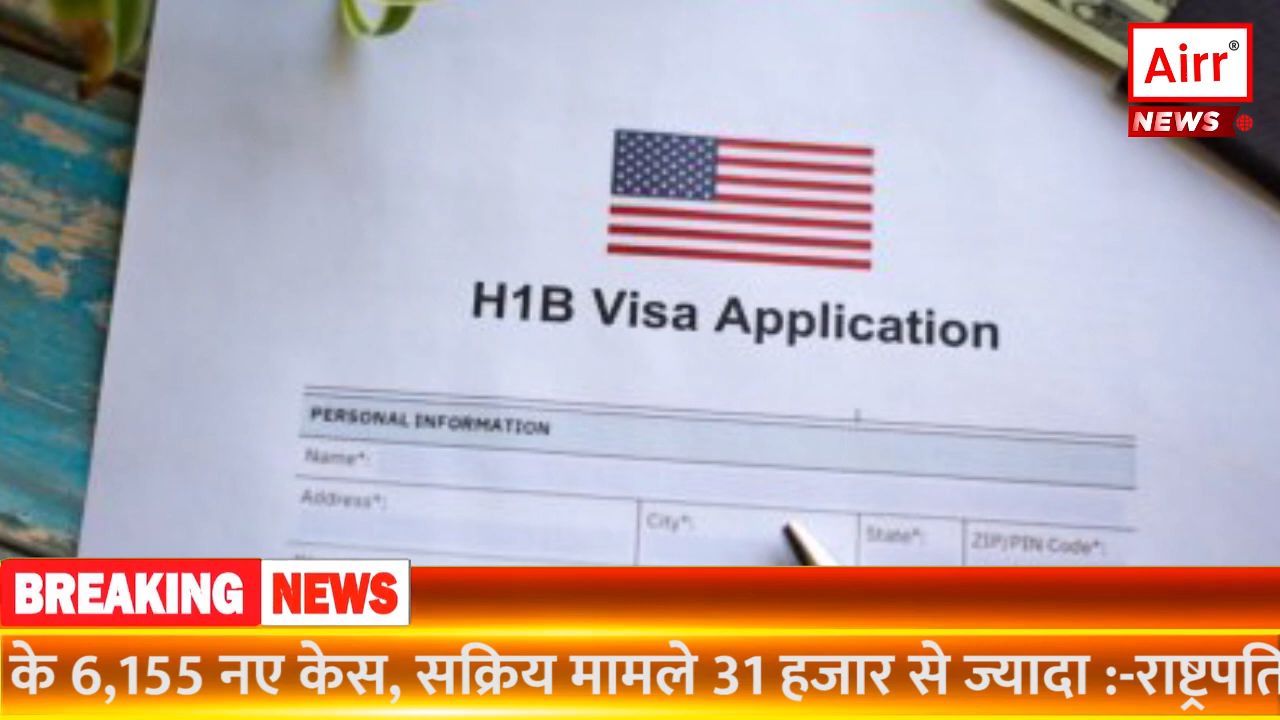 Airr®
NEWS
H1B Visa Application
PERSONAL INFORMATION
Name*:
Address*:
City*:
State*:
ZIP/PIN Code*:
BREAKING NEWS
के 6,155 नए केस, सक्रिय मामले 31 हजार से ज्यादा :-राष्ट्रपति